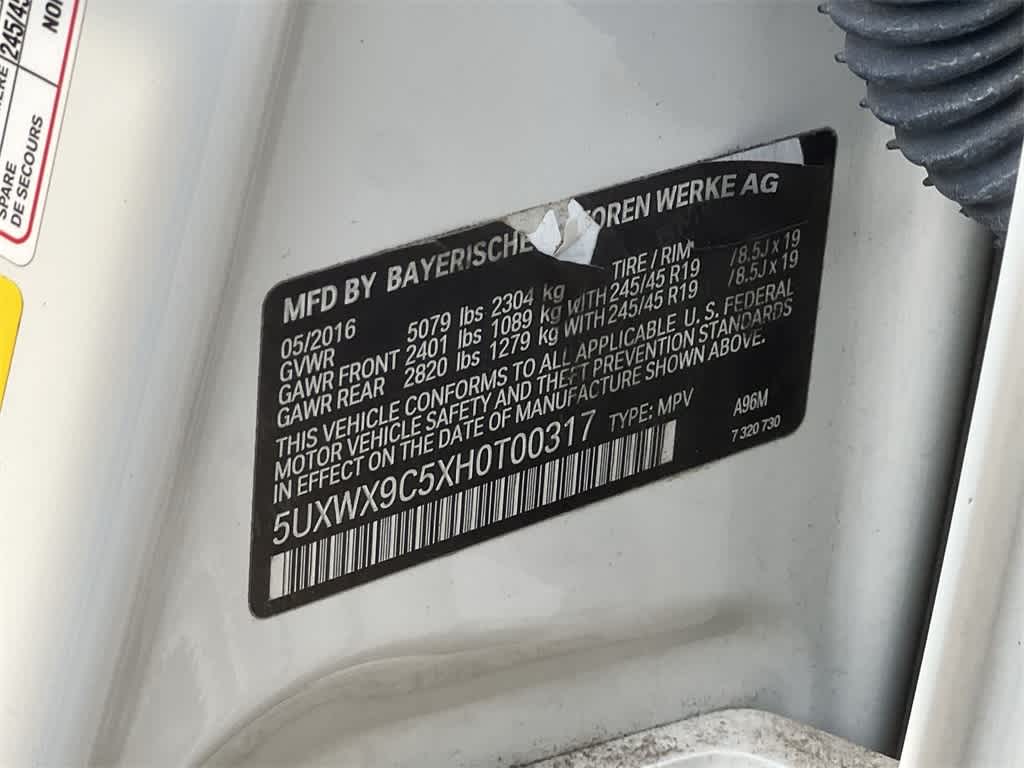 245/45
NO
SPARE
DE SECOURS
MFD BY BAYERISCHE OREN WERKE AG
05/2016
TIRE / RIM
GVWR 5079 lbs 2304 kg
GAWR FRONT 2401 lbs 1089 kg WITH 245/45 R19 /8.5J x 19
GAWR REAR 2820 lbs 1279 kg WITH 245/45 R19 /8.5J x 19
THIS VEHICLE CONFORMS TO ALL APPLICABLE U. S. FEDERAL
MOTOR VEHICLE SAFETY AND THEFT PREVENTION STANDARDS
IN EFFECT ON THE DATE OF MANUFACTURE SHOWN ABOVE.
5UXWX9C5XH0T00317 TYPE: MPV A96M
7 320 730